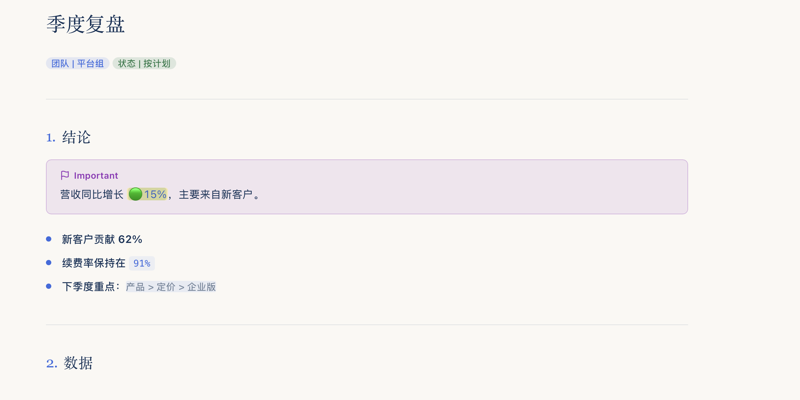 季度复盘
团队 | 平台组 状态 | 按计划
1. 结论
Important
营收同比增长 🟢15%，主要来自新客户。
新客户贡献 62%
续费率保持在 91%
下季度重点：产品 > 定价 > 企业版
2. 数据